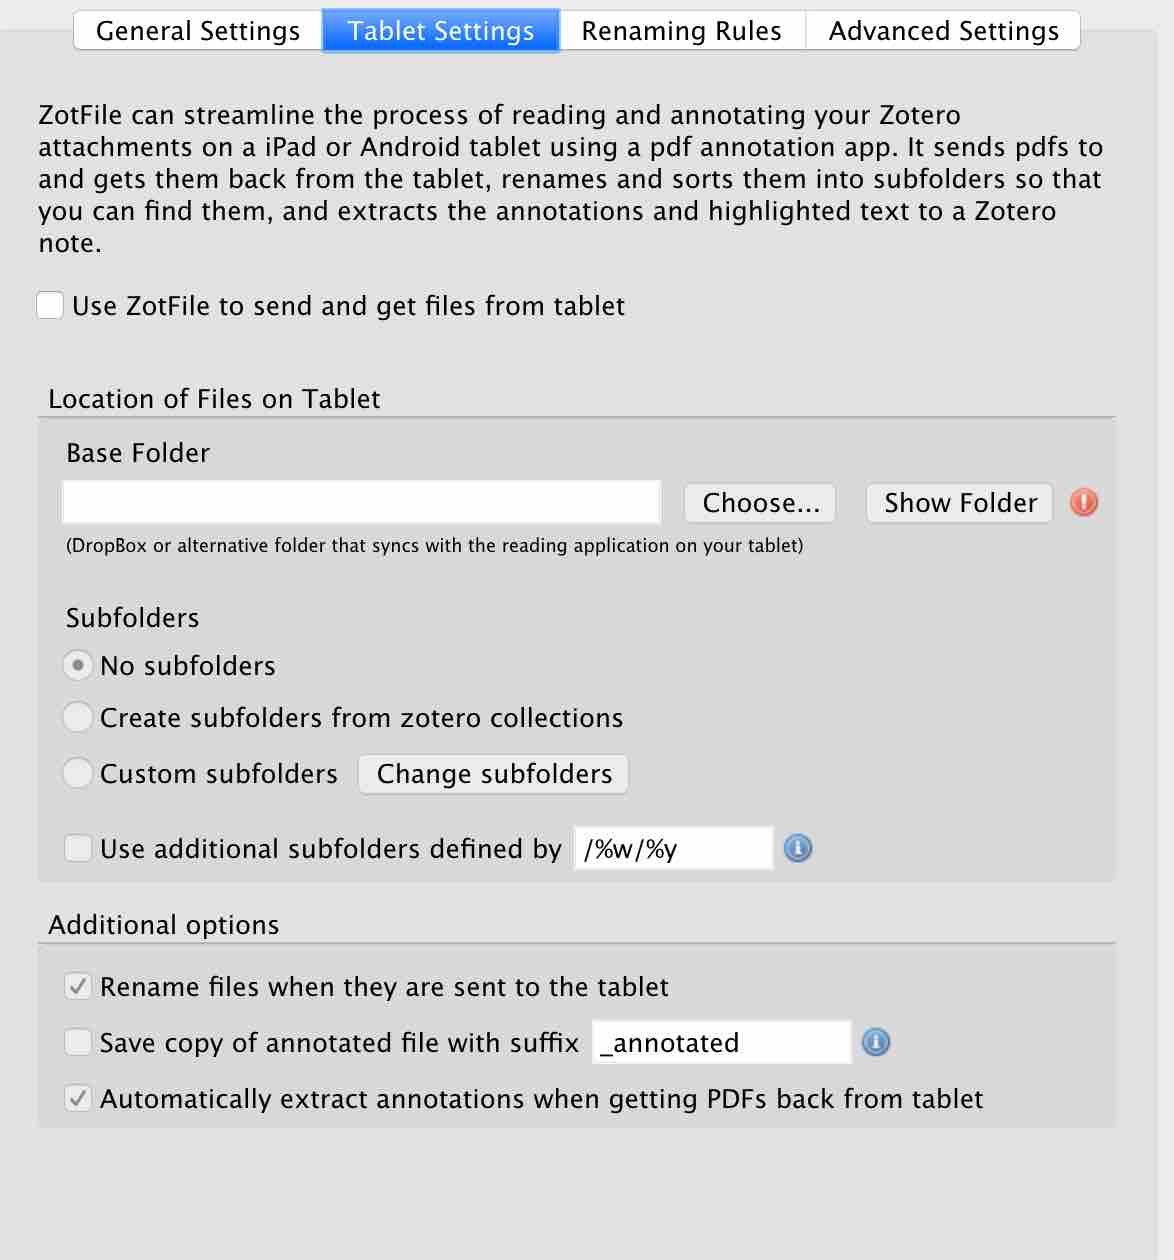 General Settings Tablet Settings Renaming Rules Advanced Settings
ZotFile can streamline the process of reading and annotating your Zotero
attachments on a iPad or Android tablet using a pdf annotation app. It sends pdfs to
and gets them back from the tablet, renames and sorts them into subfolders so that
you can find them, and extracts the annotations and highlighted text to a Zotero
note.
Use ZotFile to send and get files from tablet
Location of Files on Tablet
Base Folder
Choose... Show Folder
(DropBox or alternative folder that syncs with the reading application on your tablet)
Subfolders
No subfolders
Create subfolders from zotero collections
Custom subfolders Change subfolders
Use additional subfolders defined by /%w/%y
Additional options
Rename files when they are sent to the tablet
Save copy of annotated file with suffix _annotated
Automatically extract annotations when getting PDFs back from tablet